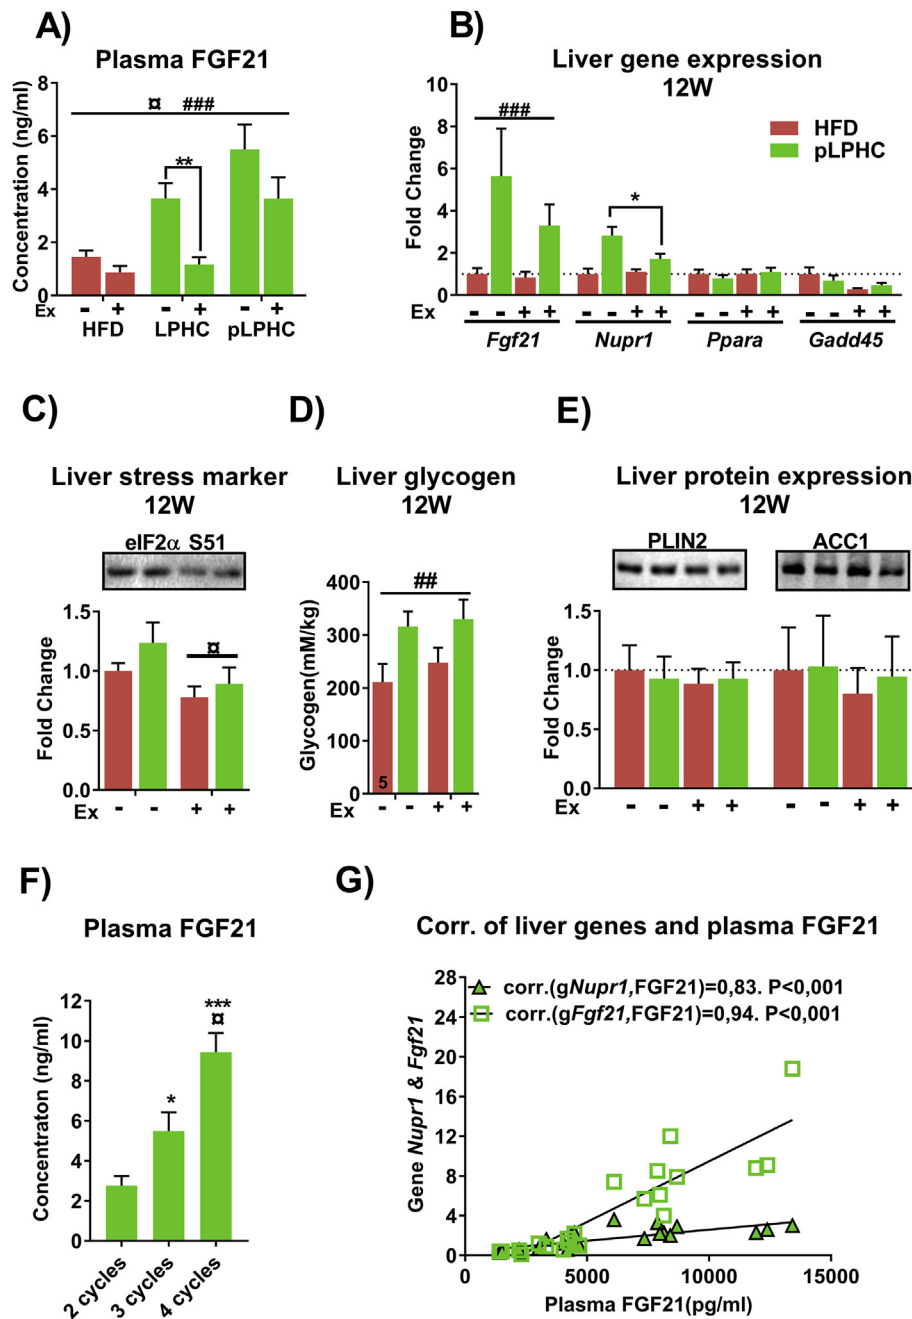 A)
Plasma FGF21
Concentration (ng/ml)
8
6
4
2
0
¤ ###
**
Ex - + - + - +
HFD LPHC pLPHC
B)
Liver gene expression
12W
Fold Change
10
8
6
4
2
0
###
*
HFD
pLPHC
- - + + - - + + - - + + - - + +
Fgf21 Nupr1 Ppara Gadd45
C)
Liver stress marker
12W
eIF2α S51
Fold Change
1.5
1.0
0.5
0.0
¤
Ex - - + +
D)
Liver glycogen
12W
Glycogen(mM/kg)
400
300
200
100
0
##
5
Ex - - + +
E)
Liver protein expression
12W
PLIN2 ACC1
Fold Change
1.5
1.0
0.5
0.0
Ex - - + + - - + +
F)
Plasma FGF21
Concentraton (ng/ml)
12
10
8
6
4
2
0
*
***
¤
2 cycles 3 cycles 4 cycles
G)
Corr. of liver genes and plasma FGF21
Gene Nupr1 & Fgf21
28
24
20
16
12
8
4
0
corr.(gNupr1,FGF21)=0,83. P<0,001
corr.(gFgf21,FGF21)=0,94. P<0,001
0 5000 10000 15000
Plasma FGF21(pg/ml)